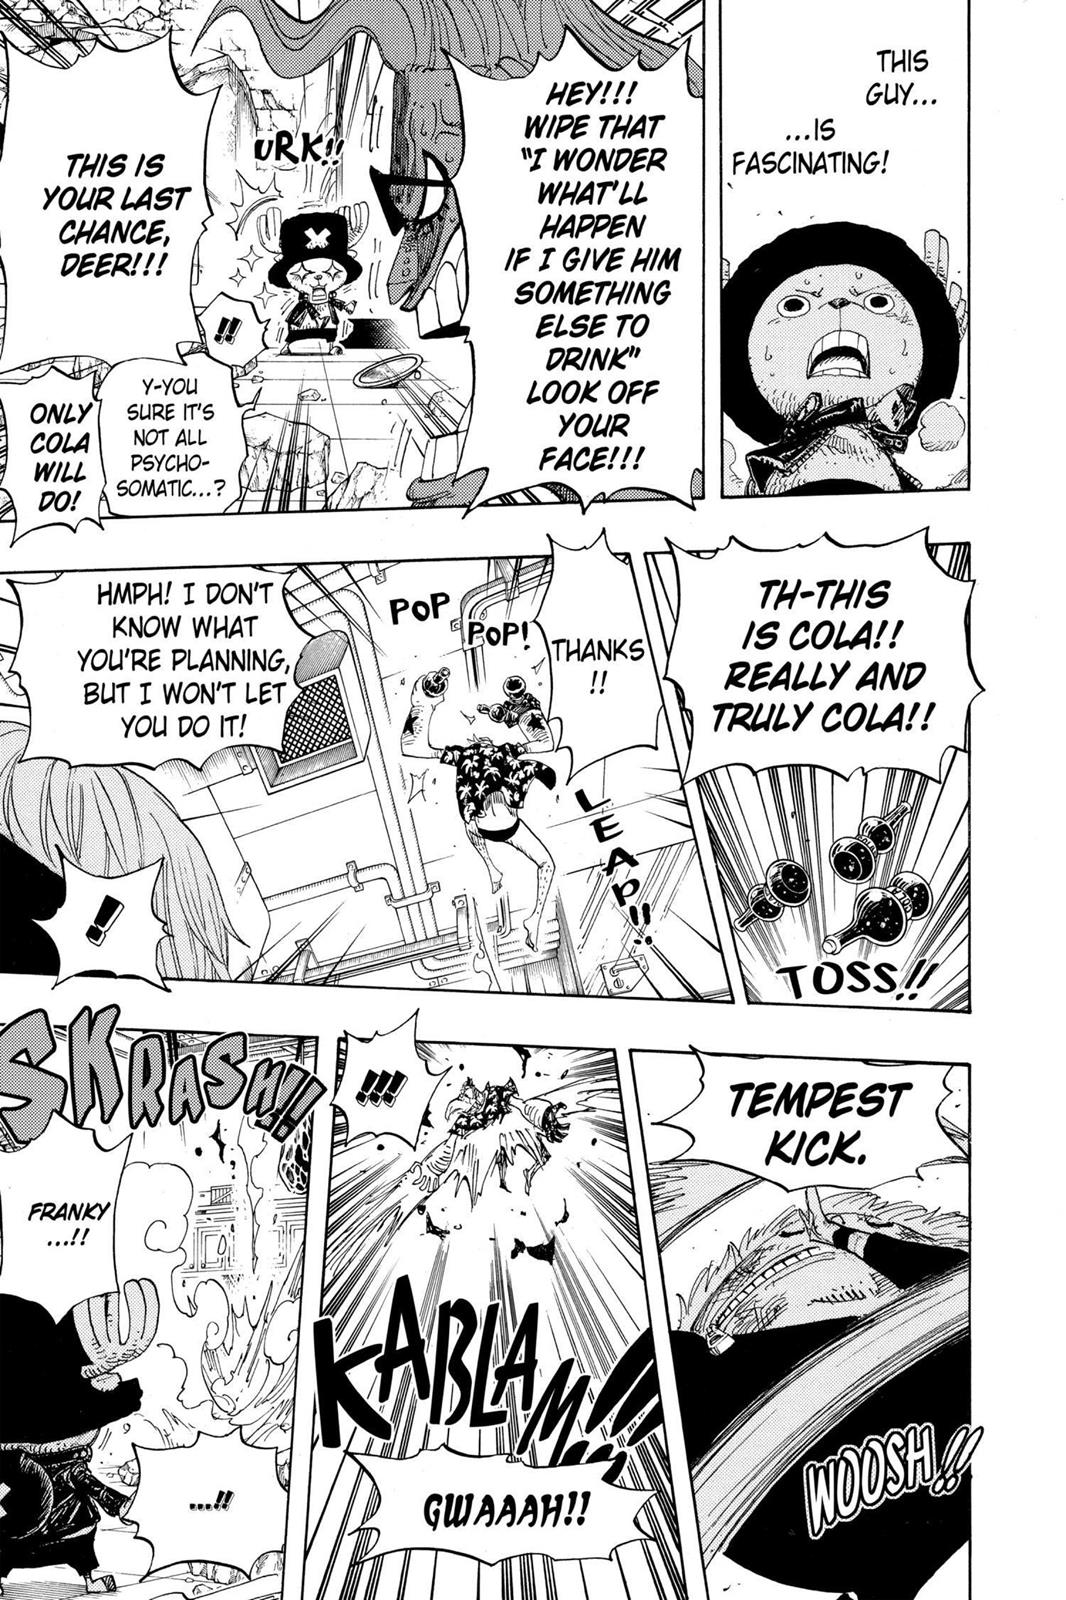 THIS
GUY...
...IS
FASCINATING!
HEY!!!
WIPE THAT
"I WONDER
WHAT'LL
HAPPEN
IF I GIVE HIM
SOMETHING
ELSE TO
DRINK"
LOOK OFF
YOUR
FACE!!!
URK!!
THIS IS
YOUR LAST
CHANCE,
DEER!!!
!!
Y-YOU
SURE IT'S
NOT ALL
PSYCHO-
SOMATIC...?
ONLY
COLA
WILL
DO!
TH-THIS
IS COLA!!
REALLY AND
TRULY COLA!!
TOSS!!
THANKS
!!
LEAP!!
POP
POP!
HMPH! I DON'T
KNOW WHAT
YOU'RE PLANNING,
BUT I WON'T LET
YOU DO IT!
!
TEMPEST
KICK.
WOOSH!!
!!!
KABLAM!!!
GWAAAH!!
SKRASH!!
FRANKY
...!!
...!!